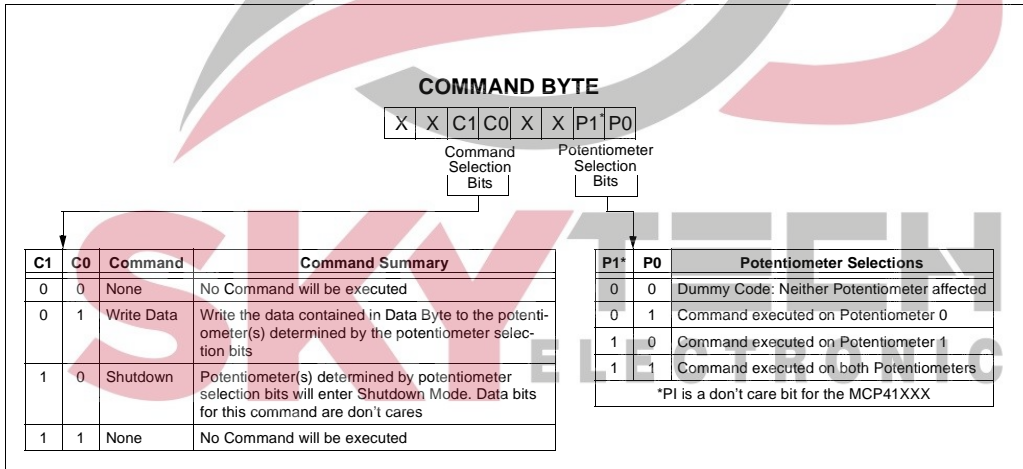 COMMAND BYTE
X X C1 C0 X X P1* P0
Command
Selection
Bits
Potentiometer
Selection
Bits
C1 C0 Command Command Summary
0 0 None No Command will be executed
0 1 Write Data Write the data contained in Data Byte to the potenti-
ometer(s) determined by the potentiometer selec-
tion bits
1 0 Shutdown Potentiometer(s) determined by potentiometer
selection bits will enter Shutdown Mode. Data bits
for this command are don't cares
1 1 None No Command will be executed
P1* P0 Potentiometer Selections
0 0 Dummy Code: Neither Potentiometer affected
0 1 Command executed on Potentiometer 0
1 0 Command executed on Potentiometer 1
1 1 Command executed on both Potentiometers
*PI is a don't care bit for the MCP41XXX
SKYTECH
ELECTRONIC